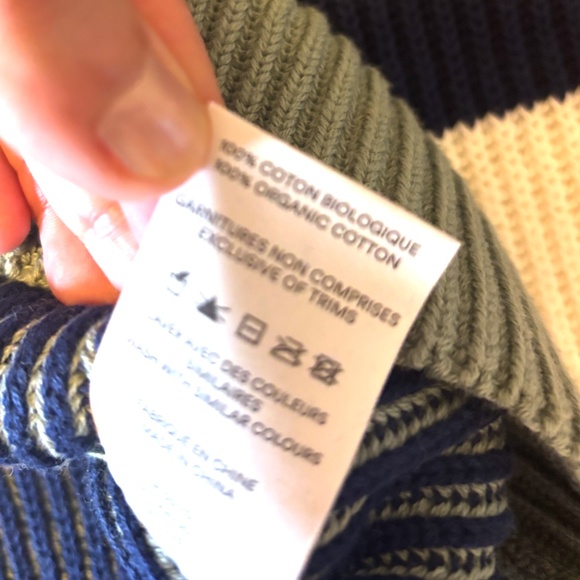 100% COTON BIOLOGIQUE
100% ORGANIC COTTON
GARNITURES NON COMPRISES
EXCLUSIVE OF TRIMS
LAVER AVEC DES COULEURS
SIMILAIRES
WASH WITH SIMILAR COLOURS
FABRIQUÉ EN CHINE
MADE IN CHINA